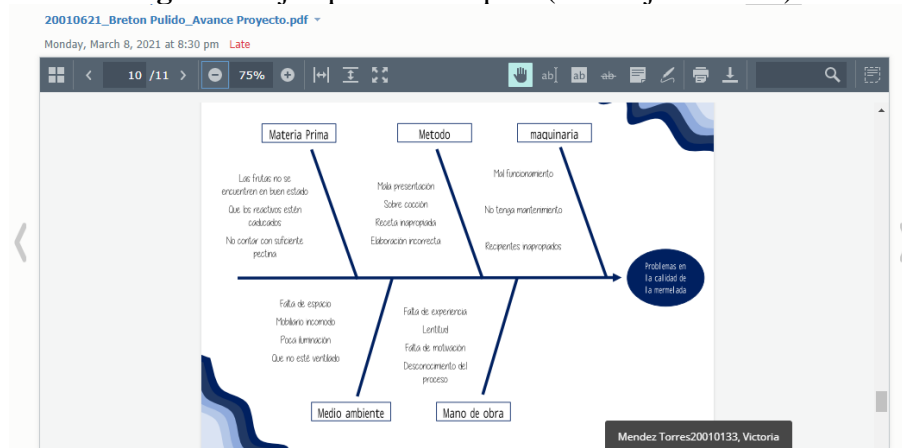 20010621_Breton Pulido_Avance Proyecto.pdf
Monday, March 8, 2021 at 8:30 pm Late
10 /11
75%
ab
ab
ab
Materia Prima
Metodo
maquinaria
Las frutas no se
encuentren en buen estado
Que los reactivos estén
caducados
No contar con suficiente
pectina
Mala presentación
Sobre cocción
Receta inapropiada
Elaboración incorrecta
Mal funcionamiento
No tenga mantenimiento
Recipientes inapropiados
Problemas en
la calidad de
la mermelada
Falta de espacio
Mobiliario incomodo
Poca iluminación
Que no esté ventilado
Falta de experiencia
Lentitud
Falta de motivación
Desconocimiento del
proceso
Medio ambiente
Mano de obra
Mendez Torres20010133, Victoria